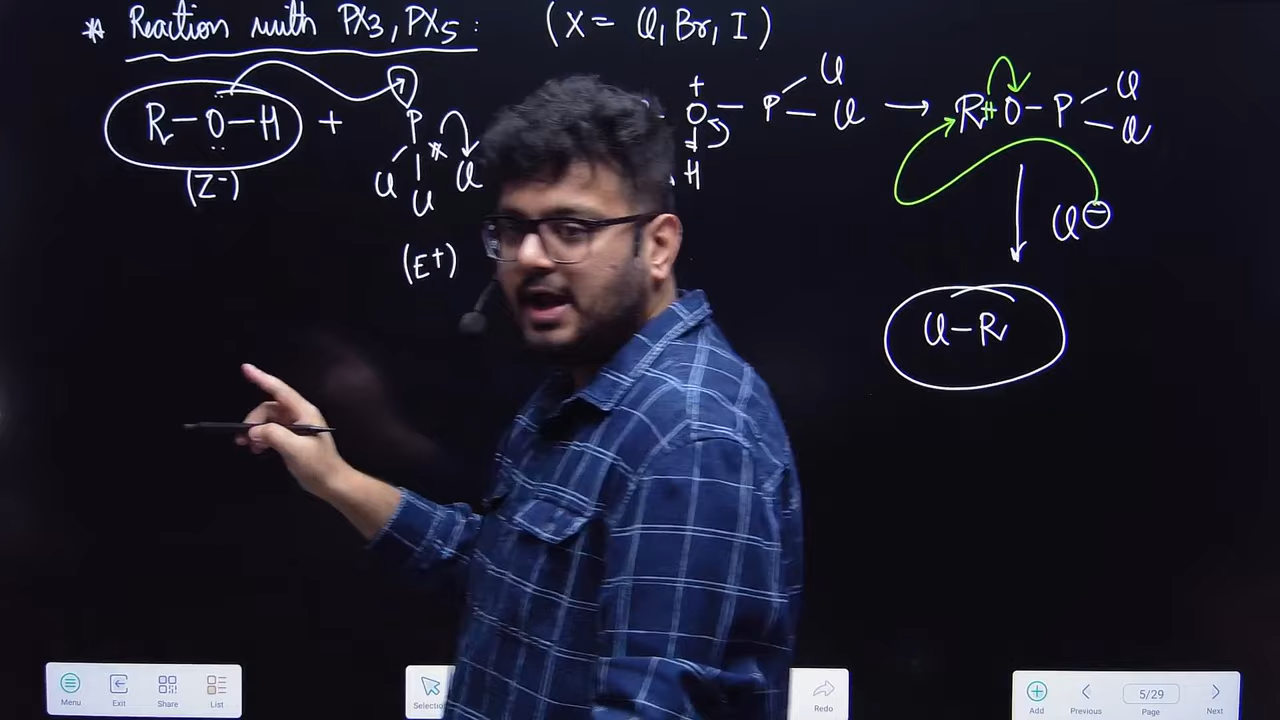 * Reaction with PX3, PX5 : (X = Cl, Br, I)
R–O–H + P Cl Cl Cl
(Z⁻)
(E⁺)
+
O – P Cl Cl
H
→ R + O – P Cl Cl
Cl ⊖
Cl–R
Menu Exit Share List
Selectio
Redo
Add Previous 5/29 Page Next